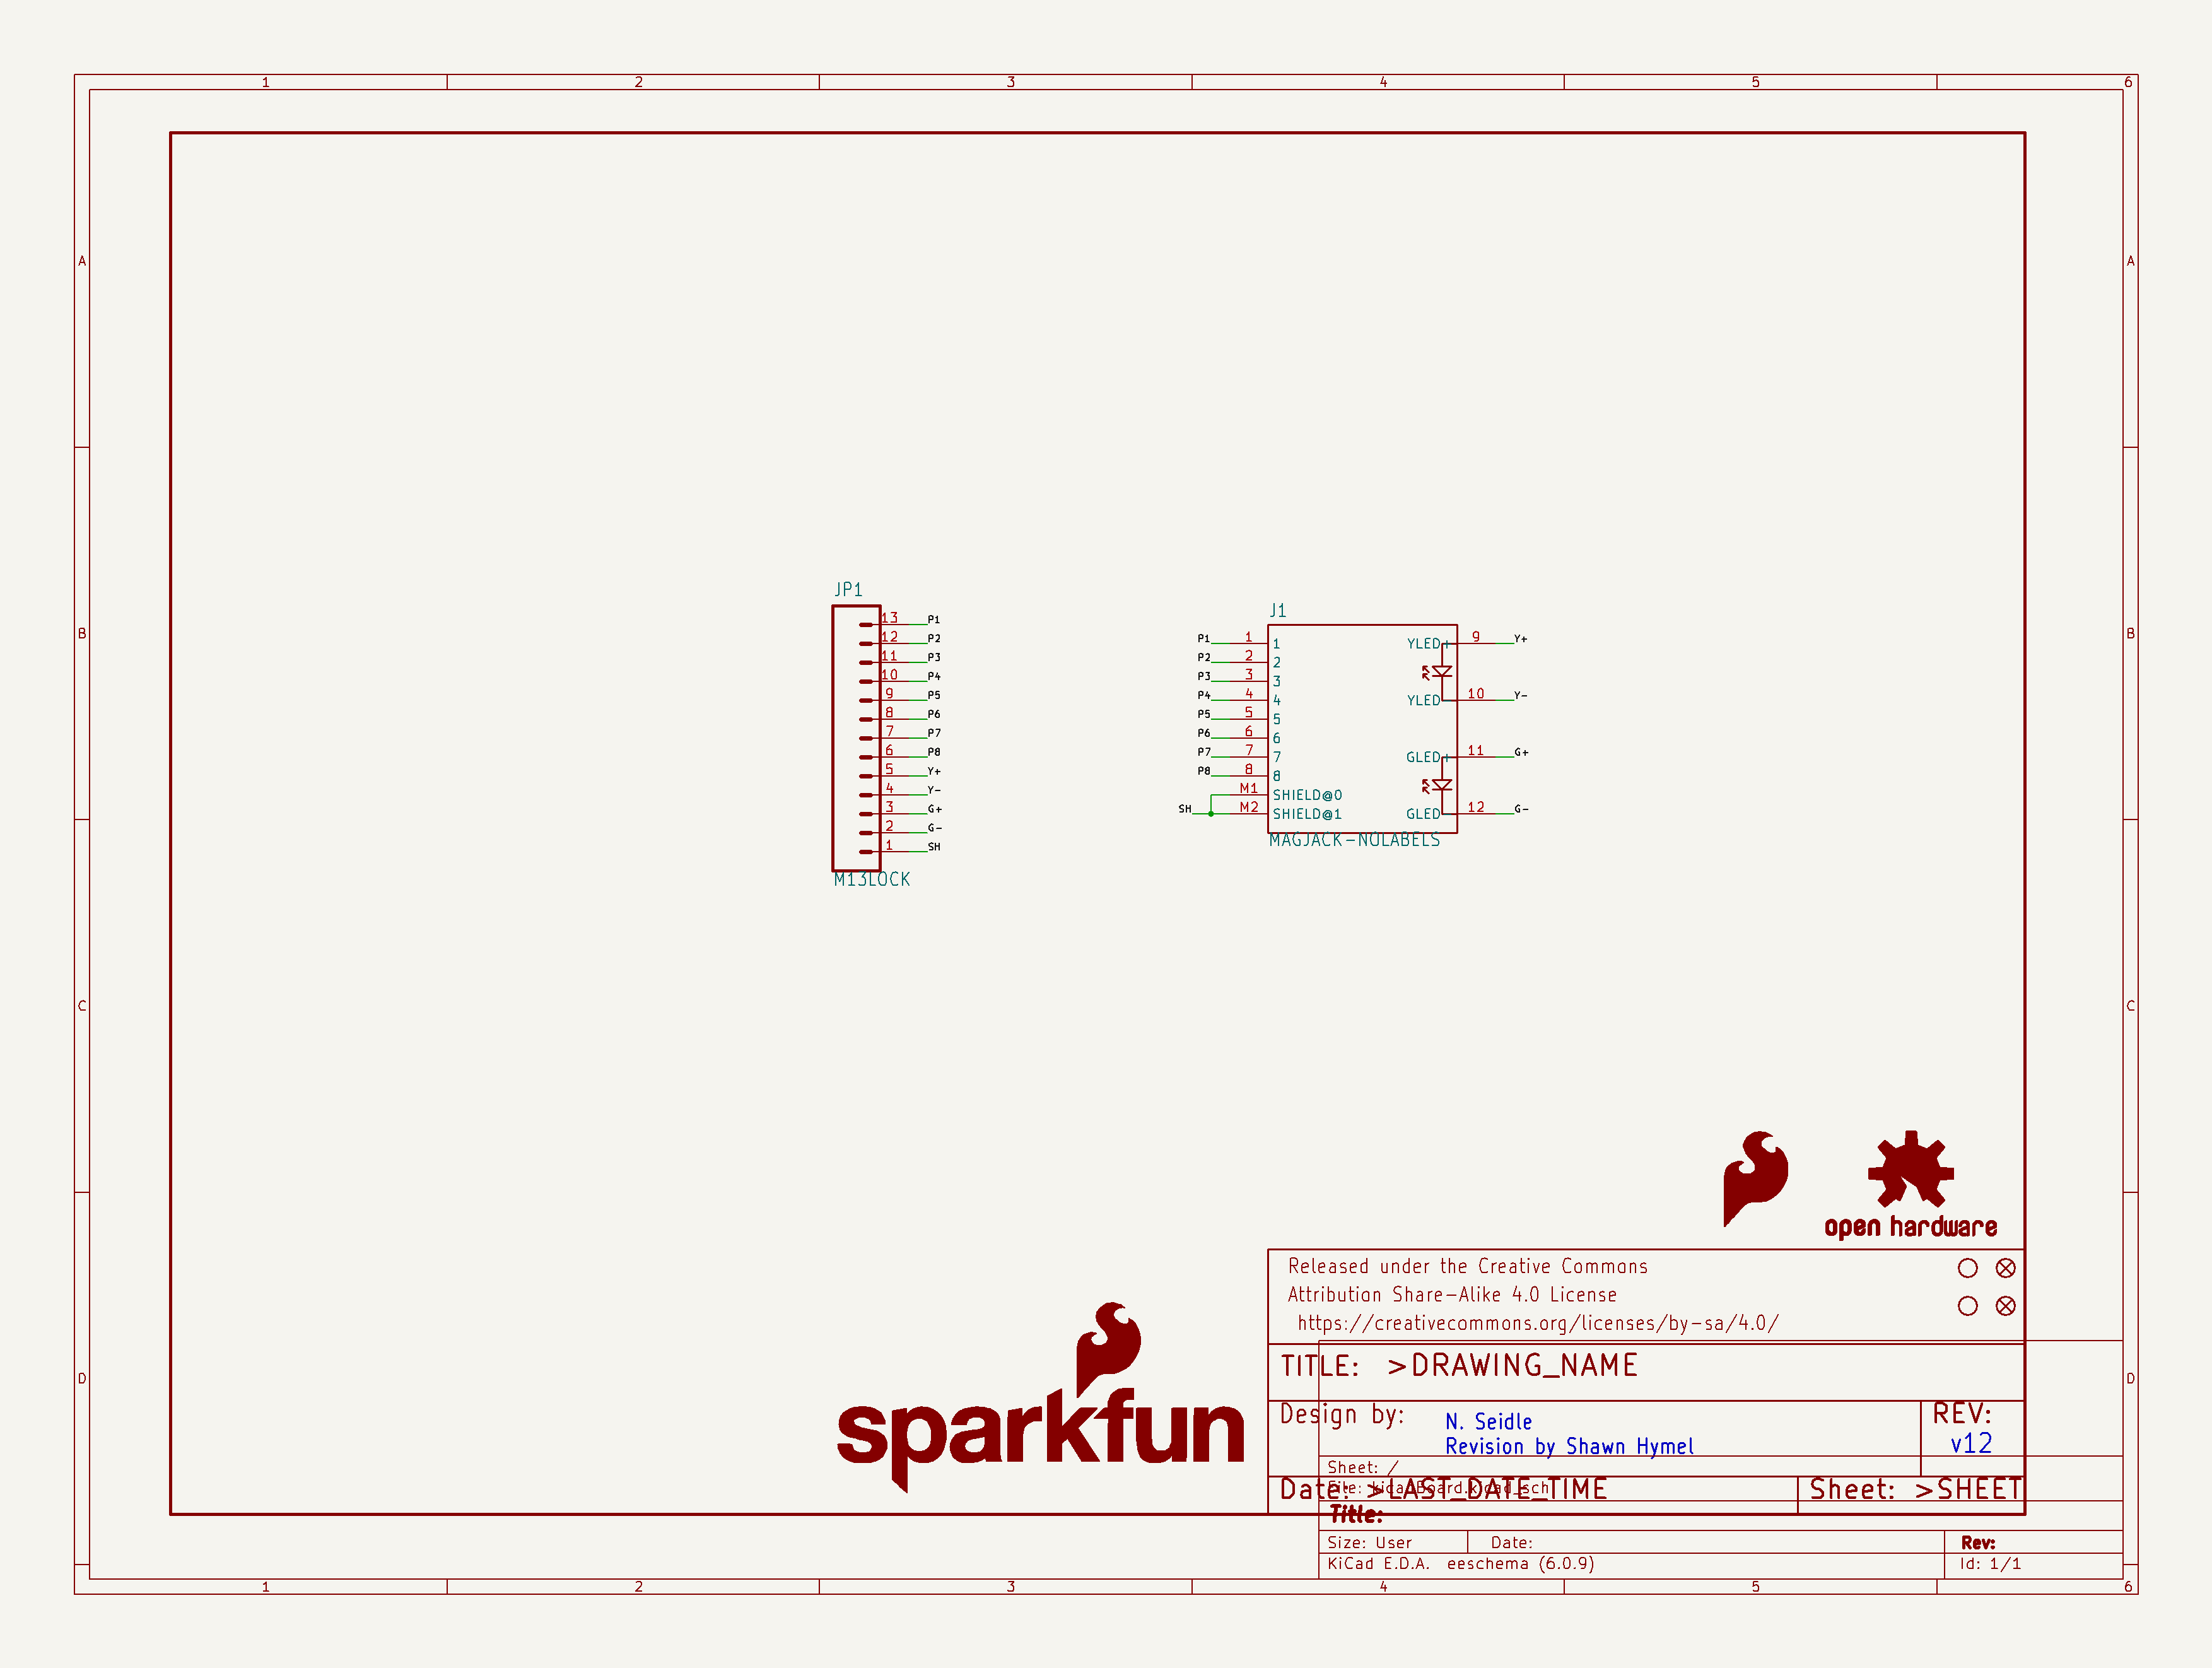 1 2 3 4 5 6
A A
B B
C C
D D
JP1
13 P1
12 P2
11 P3
10 P4
9 P5
8 P6
7 P7
6 P8
5 Y+
4 Y-
3 G+
2 G-
1 SH
M13LOCK
J1
P1 1 1 YLED+ 9 Y+
P2 2 2
P3 3 3
P4 4 4 YLED- 10 Y-
P5 5 5
P6 6 6
P7 7 7 GLED+ 11 G+
P8 8 8
M1 SHIELD@0
SH M2 SHIELD@1 GLED- 12 G-
MAGJACK-NOLABELS
open hardware
Released under the Creative Commons
Attribution Share-Alike 4.0 License
https://creativecommons.org/licenses/by-sa/4.0/
sparkfun
TITLE: >DRAWING_NAME
Design by: N. Seidle
Revision by Shawn Hymel
REV:
v12
Sheet: /
File: kicadBoard.kicad_sch
Date: >LAST_DATE_TIME Sheet: >SHEET
Title:
Size: User Date: Rev:
KiCad E.D.A. eeschema (6.0.9) Id: 1/1
1 2 3 4 5 6